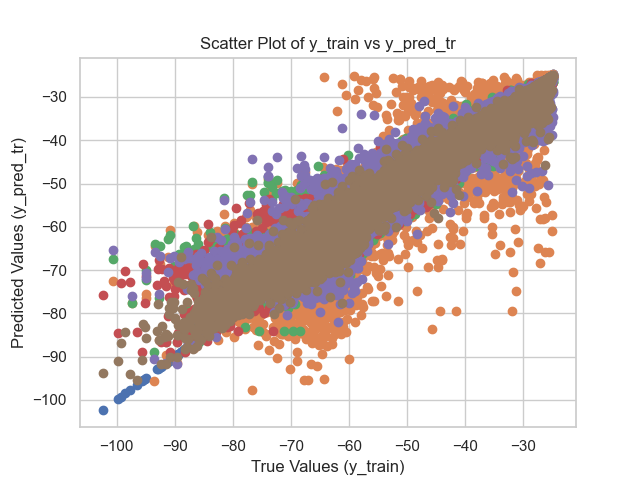 Scatter Plot of y_train vs y_pred_tr
Predicted Values (y_pred_tr)
−30
−40
−50
−60
−70
−80
−90
−100
−100 −90 −80 −70 −60 −50 −40 −30
True Values (y_train)